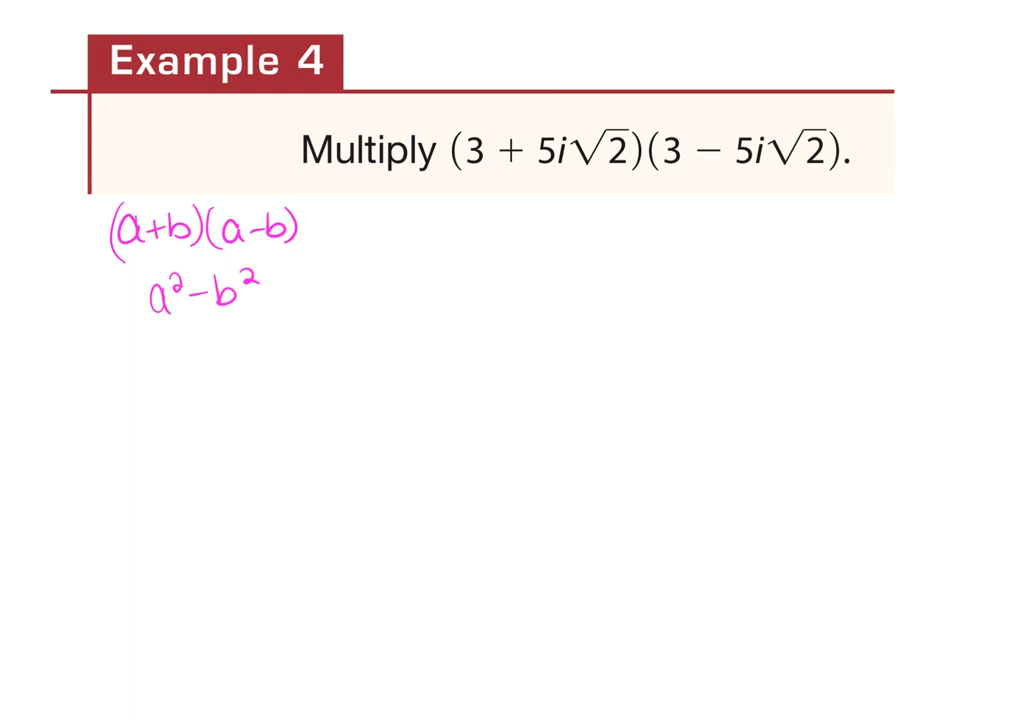 Example 4
Multiply (3 + 5i√2)(3 − 5i√2).
(a+b)(a-b)
a²-b²